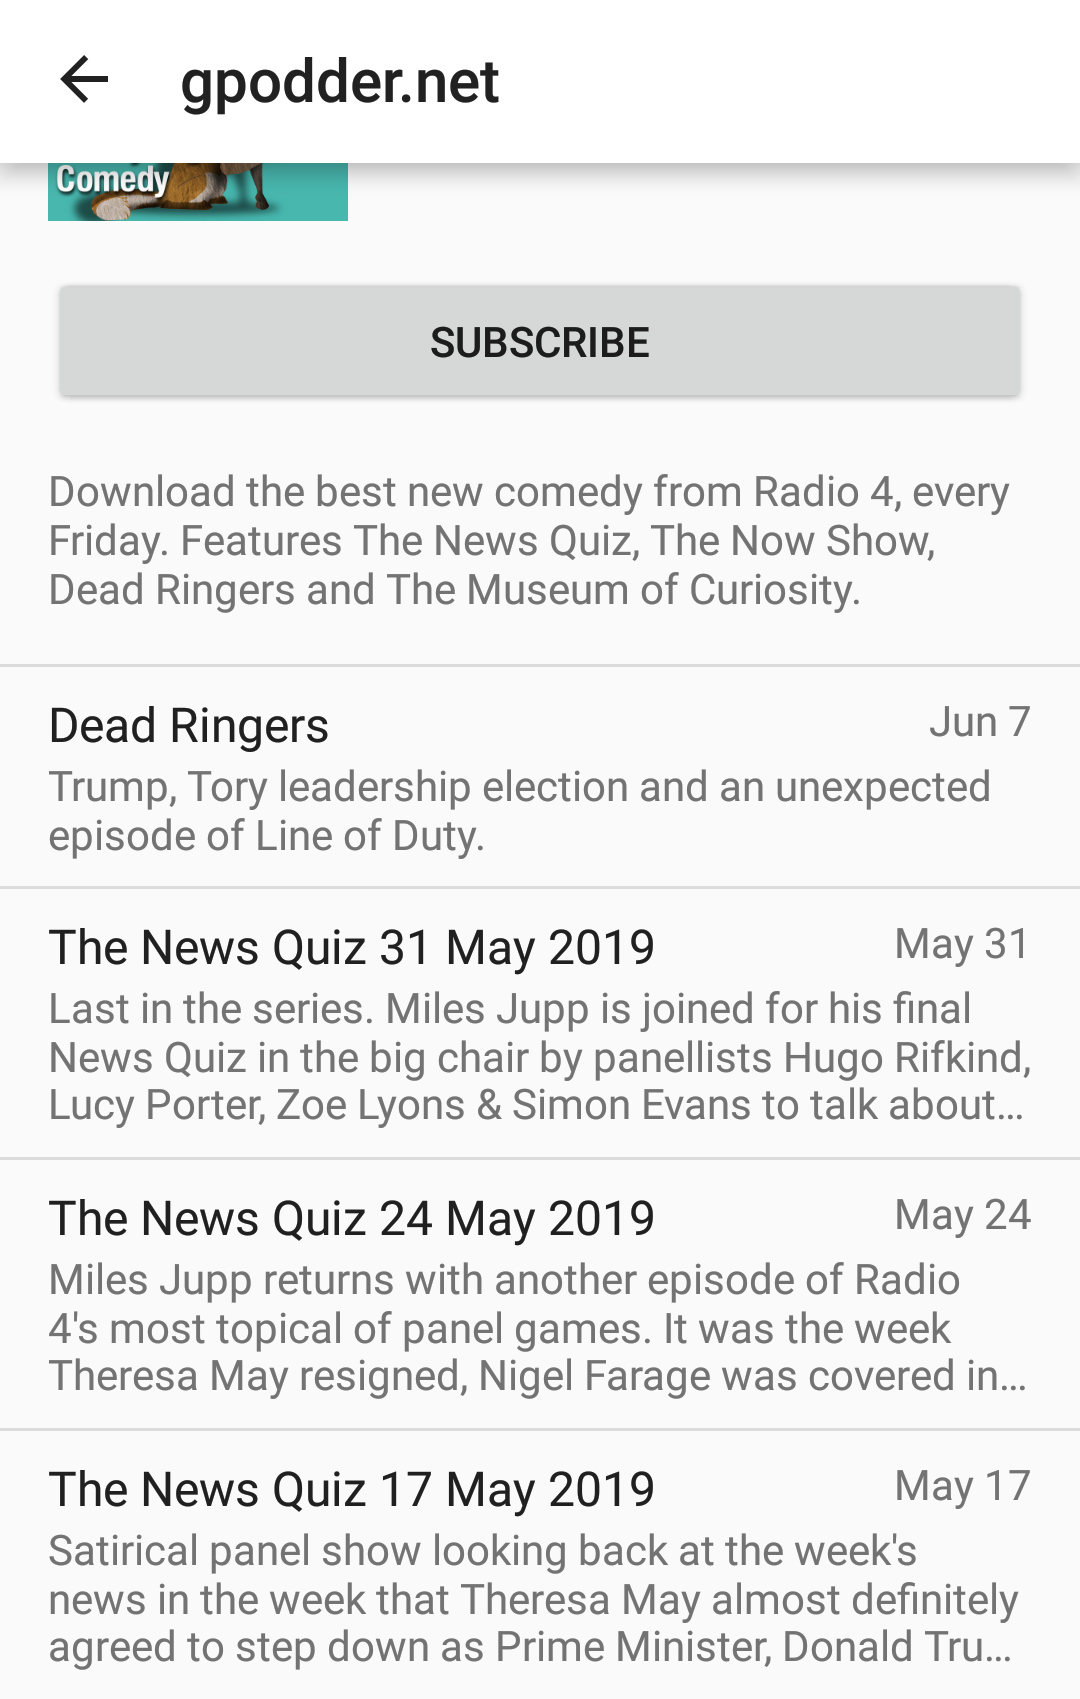 gpodder.net
Comedy
SUBSCRIBE
Download the best new comedy from Radio 4, every
Friday. Features The News Quiz, The Now Show,
Dead Ringers and The Museum of Curiosity.
Dead Ringers
Jun 7
Trump, Tory leadership election and an unexpected
episode of Line of Duty.
The News Quiz 31 May 2019
May 31
Last in the series. Miles Jupp is joined for his final
News Quiz in the big chair by panellists Hugo Rifkind,
Lucy Porter, Zoe Lyons & Simon Evans to talk about…
The News Quiz 24 May 2019
May 24
Miles Jupp returns with another episode of Radio
4's most topical of panel games. It was the week
Theresa May resigned, Nigel Farage was covered in…
The News Quiz 17 May 2019
May 17
Satirical panel show looking back at the week's
news in the week that Theresa May almost definitely
agreed to step down as Prime Minister, Donald Tru…